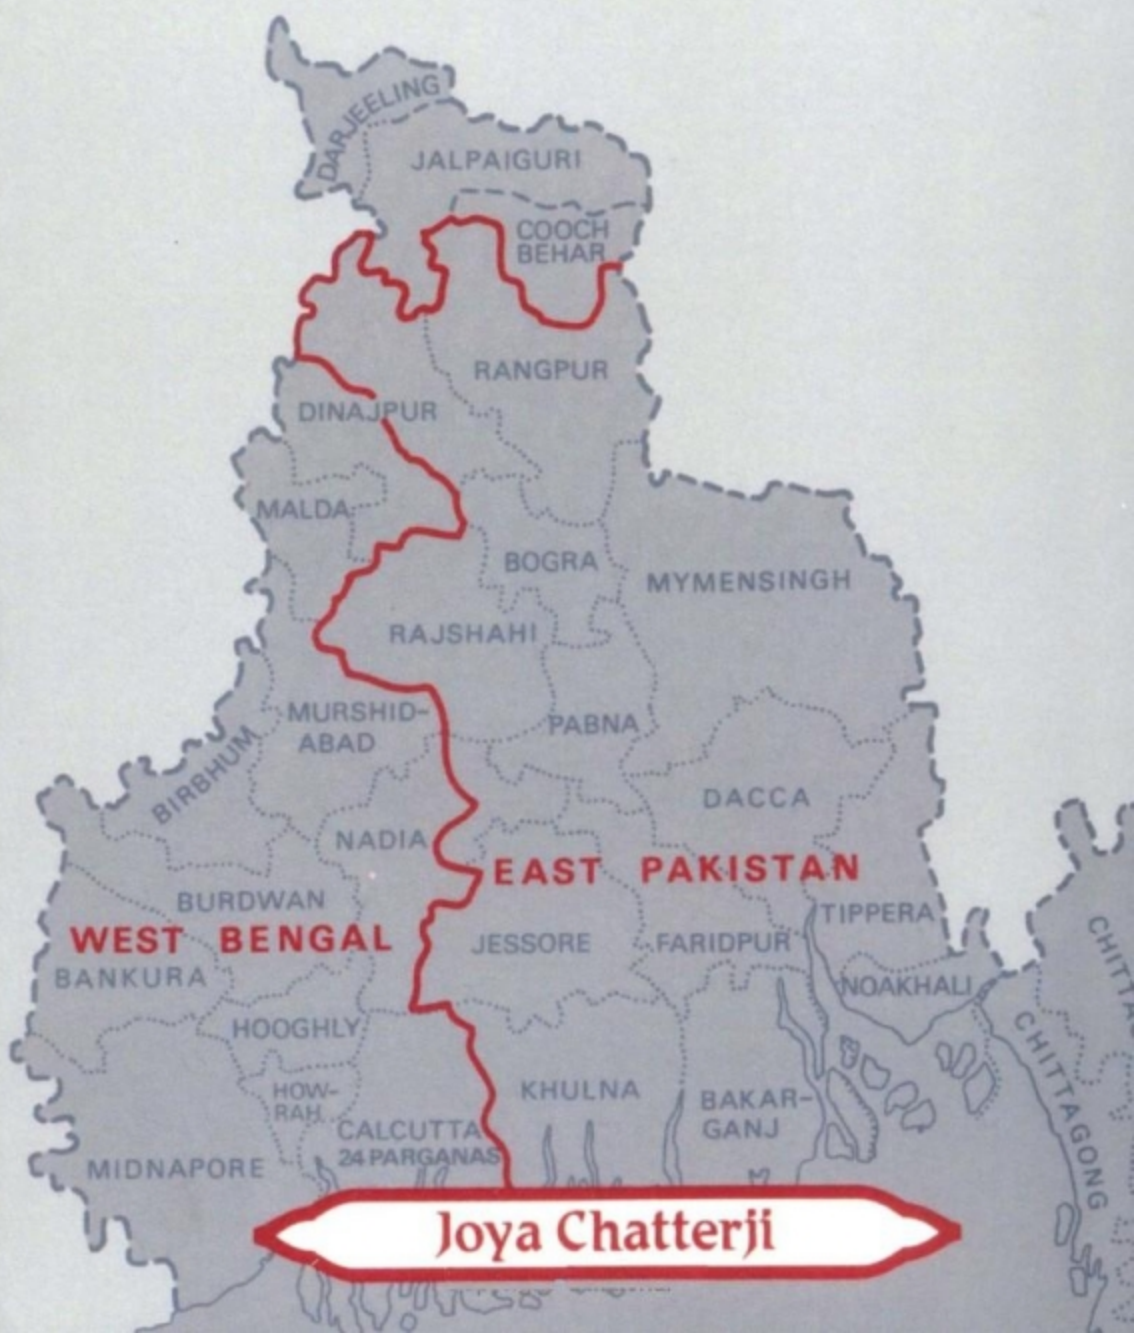 DARJEELING
JALPAIGURI
COOCH
BEHAR
RANGPUR
DINAJPUR
MALDA
BOGRA
MYMENSINGH
RAJSHAHI
MURSHID-
ABAD
PABNA
BIRBHUM
DACCA
NADIA
EAST PAKISTAN
BURDWAN
TIPPERA
WEST BENGAL
JESSORE
FARIDPUR
BANKURA
NOAKHALI
CHITTAG
HOOGHLY
CHITTAGONG
HOW-
RAH
KHULNA
BAKAR-
GANJ
CALCUTTA
24 PARGANAS
MIDNAPORE
Joya Chatterji